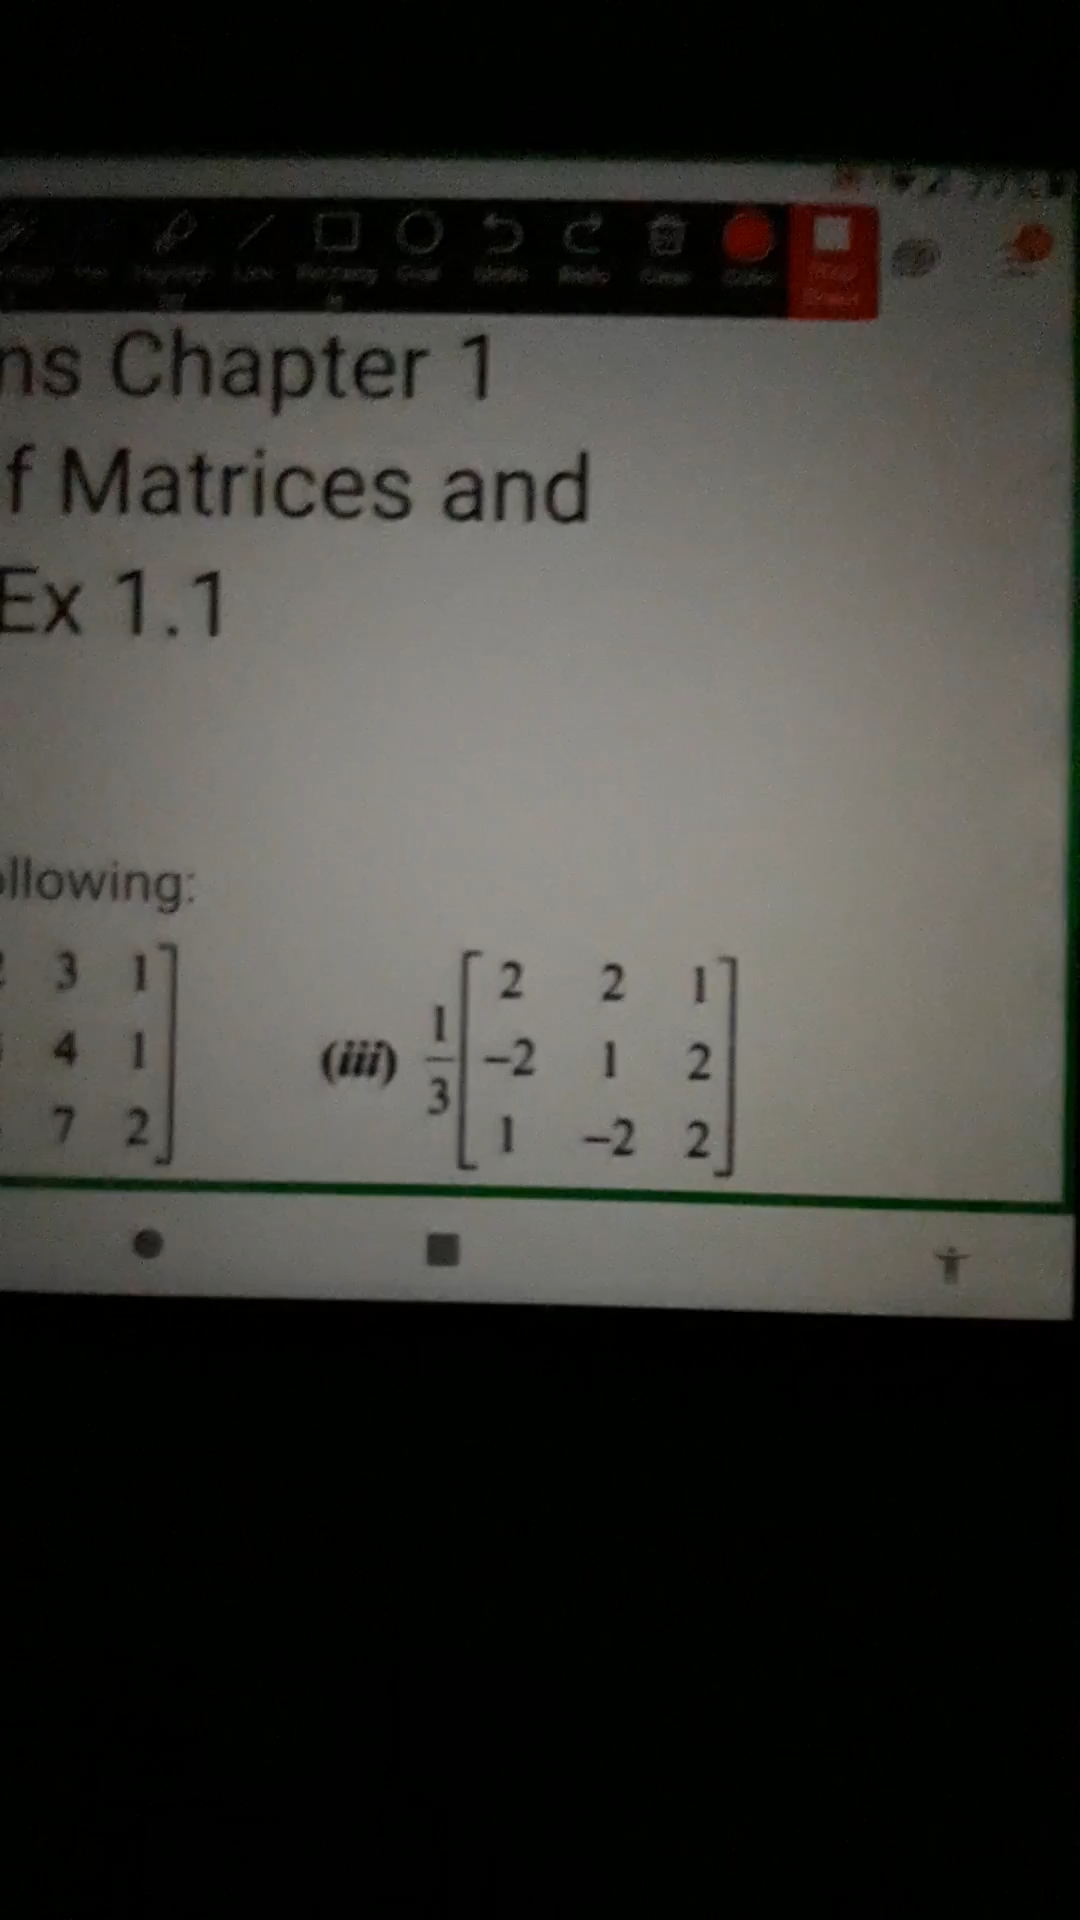 ns Chapter 1
f Matrices and
Ex 1.1
ollowing:
3 1
4 1
7 2
(iii) 1/3
2 2 1
-2 1 2
1 -2 2